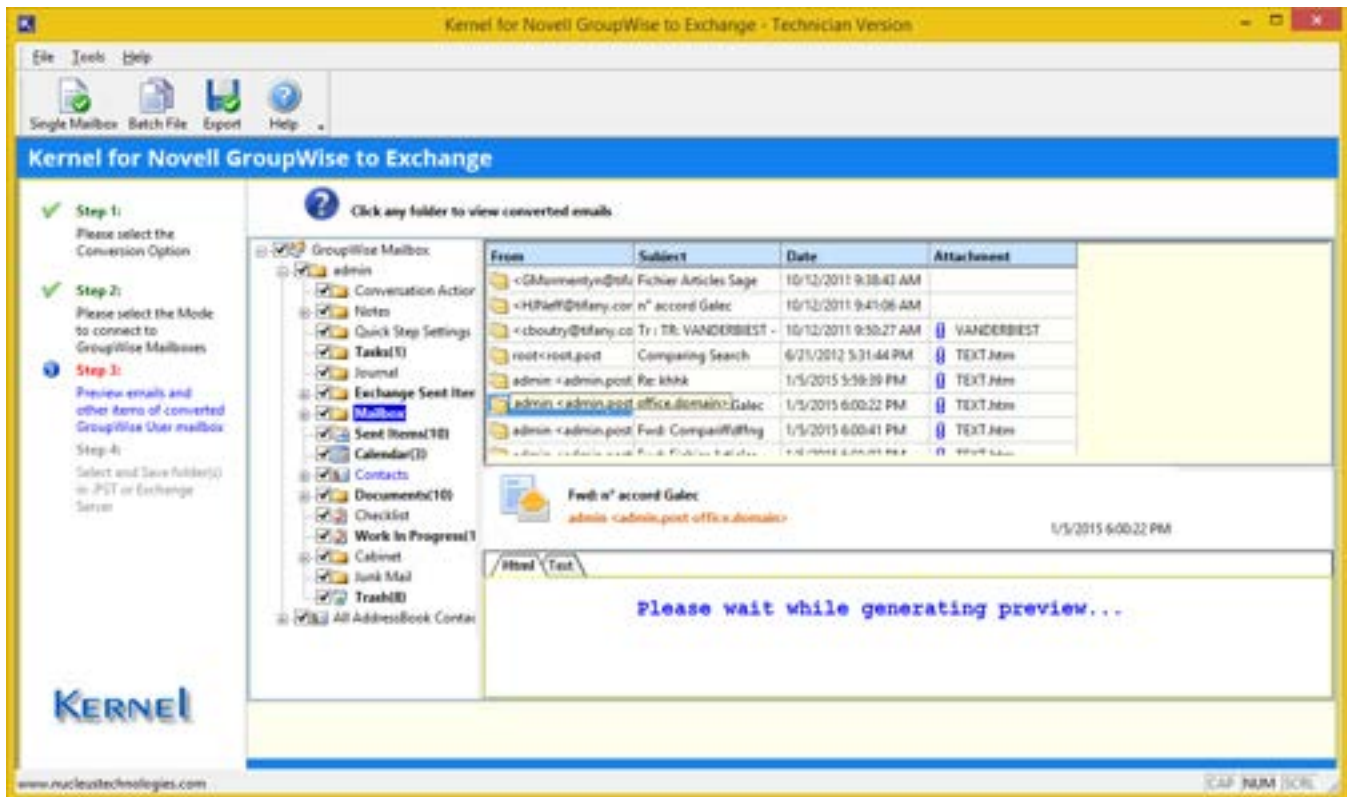 Kernel for Novell GroupWise to Exchange - Technician Version
File Tools Help
Single Mailbox Batch File Export Help
Kernel for Novell GroupWise to Exchange
Step 1:
Please select the
Conversion Option
Step 2:
Please select the Mode
to connect to
GroupWise Mailboxes
Step 3:
Preview emails and
other items of converted
GroupWise User mailbox
Step 4:
Select and Save folder(s)
in .PST or Exchange
Server
KERNEL
Click any folder to view converted emails
GroupWise Mailbox
admin
Conversation Action
Notes
Quick Step Settings
Tasks(1)
Journal
Exchange Sent Iter
Mailbox
Sent Items(10)
Calendar(3)
Contacts
Documents(10)
Checklist
Work In Progress(1
Cabinet
Junk Mail
Trash(8)
All AddressBook Contac
From Subject Date Attachment
Fichier Articles Sage 10/12/2011 9:38:43 AM
n° accord Galec 10/12/2011 9:41:06 AM
<cboutry@tifany.co Tr : TR: VANDERBIEST - 10/12/2011 9:50:27 AM VANDERBIEST
root<root.post Comparing Search 6/21/2012 5:31:44 PM TEXT.htm
admin <admin.post Re: khhk 1/5/2015 5:59:39 PM TEXT.htm
admin <admin.post office.domain> Galec 1/5/2015 6:00:22 PM TEXT.htm
admin <admin.post Fwd: 1/5/2015 6:00:41 PM TEXT.htm
Fwd: n° accord Galec
admin <admin.post office.domain>
1/5/2015 6:00:22 PM
Html Text
Please wait while generating preview...
www.nucleustechnologies.com
CAP NUM SCRL